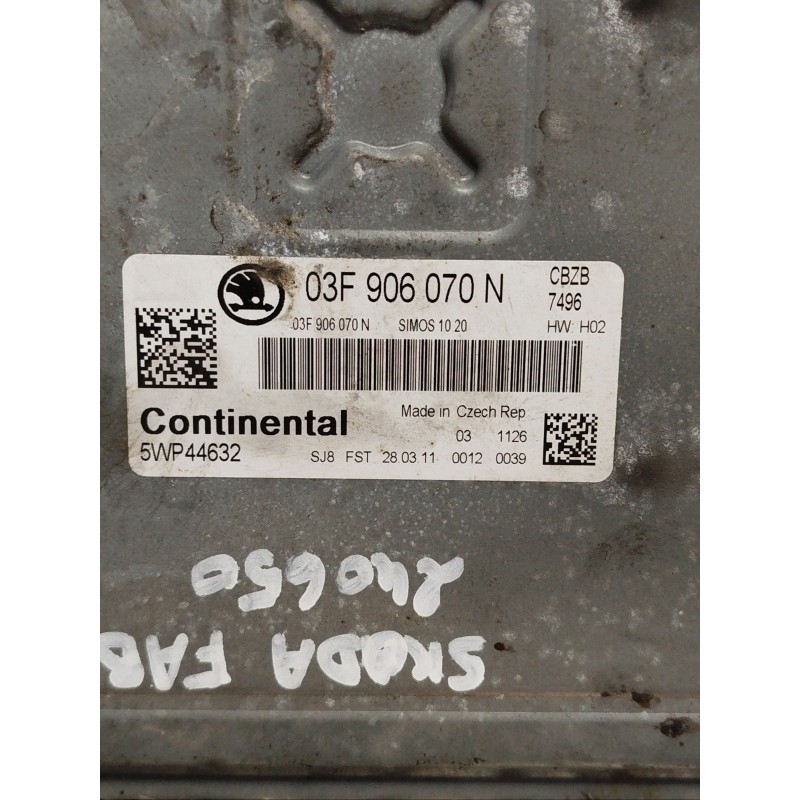 03F 906 070 N
CBZB
7496
03F 906 070 N SIMOS 10 20 HW: H02
Continental
Made in Czech Rep
5WP44632
03 1126
SJ8 FST 28 03 11 0012 0039
SKODA FAB
240650